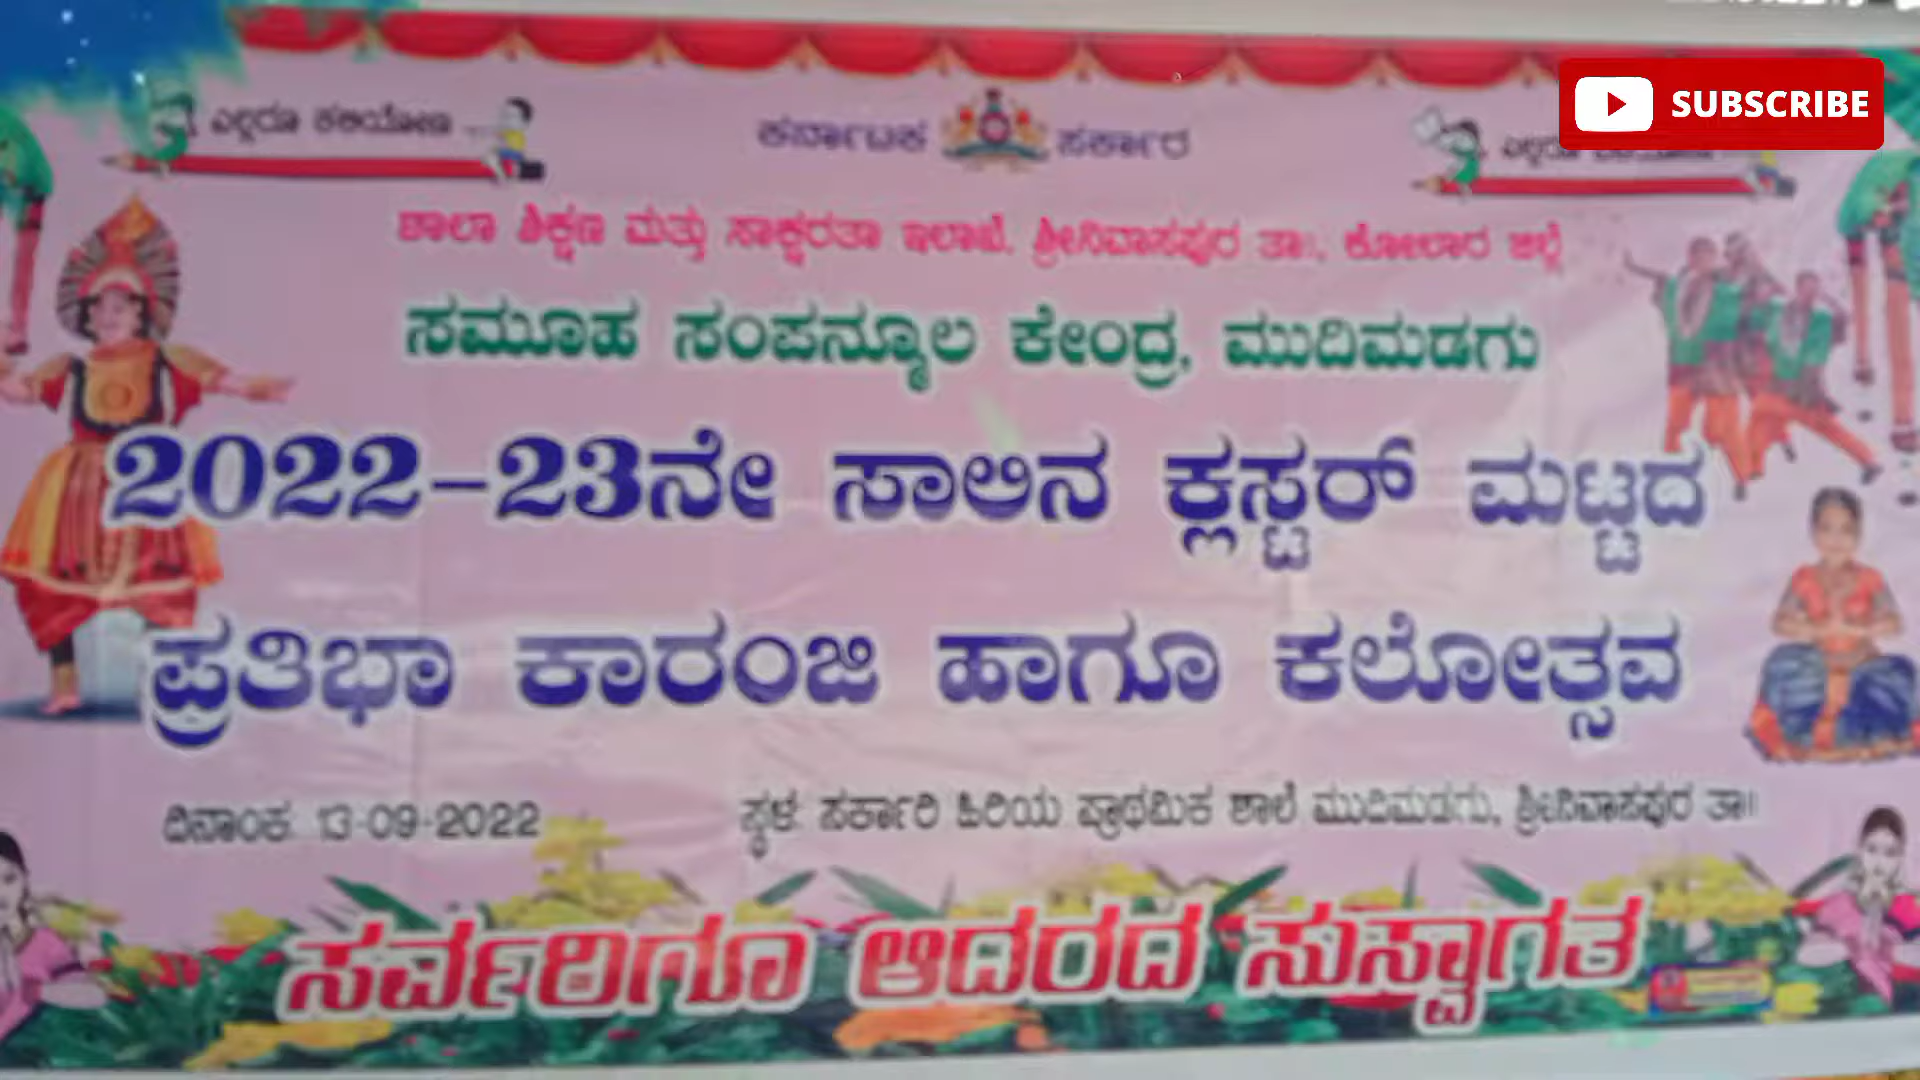 ಎಲ್ಲರೂ ಕಲಿಯೋಣ
ಕರ್ನಾಟಕ ಸರ್ಕಾರ
SUBSCRIBE
ಶಾಲಾ ಶಿಕ್ಷಣ ಮತ್ತು ಸಾಕ್ಷರತಾ ಇಲಾಖೆ, ಶ್ರೀನಿವಾಸಪುರ ತಾ॥, ಕೋಲಾರ ಜಿಲ್ಲೆ
ಸಮೂಹ ಸಂಪನ್ಮೂಲ ಕೇಂದ್ರ, ಮುದಿಮಡಗು
2022-23ನೇ ಸಾಲಿನ ಕ್ಲಸ್ಟರ್ ಮಟ್ಟದ
ಪ್ರತಿಭಾ ಕಾರಂಜಿ ಹಾಗೂ ಕಲೋತ್ಸವ
ದಿನಾಂಕ: 13-09-2022 ಸ್ಥಳ: ಸರ್ಕಾರಿ ಹಿರಿಯ ಪ್ರಾಥಮಿಕ ಶಾಲೆ ಮುದಿಮಡಗು, ಶ್ರೀನಿವಾಸಪುರ ತಾ॥
ಸರ್ವರಿಗೂ ಆದರದ ಸುಸ್ವಾಗತ